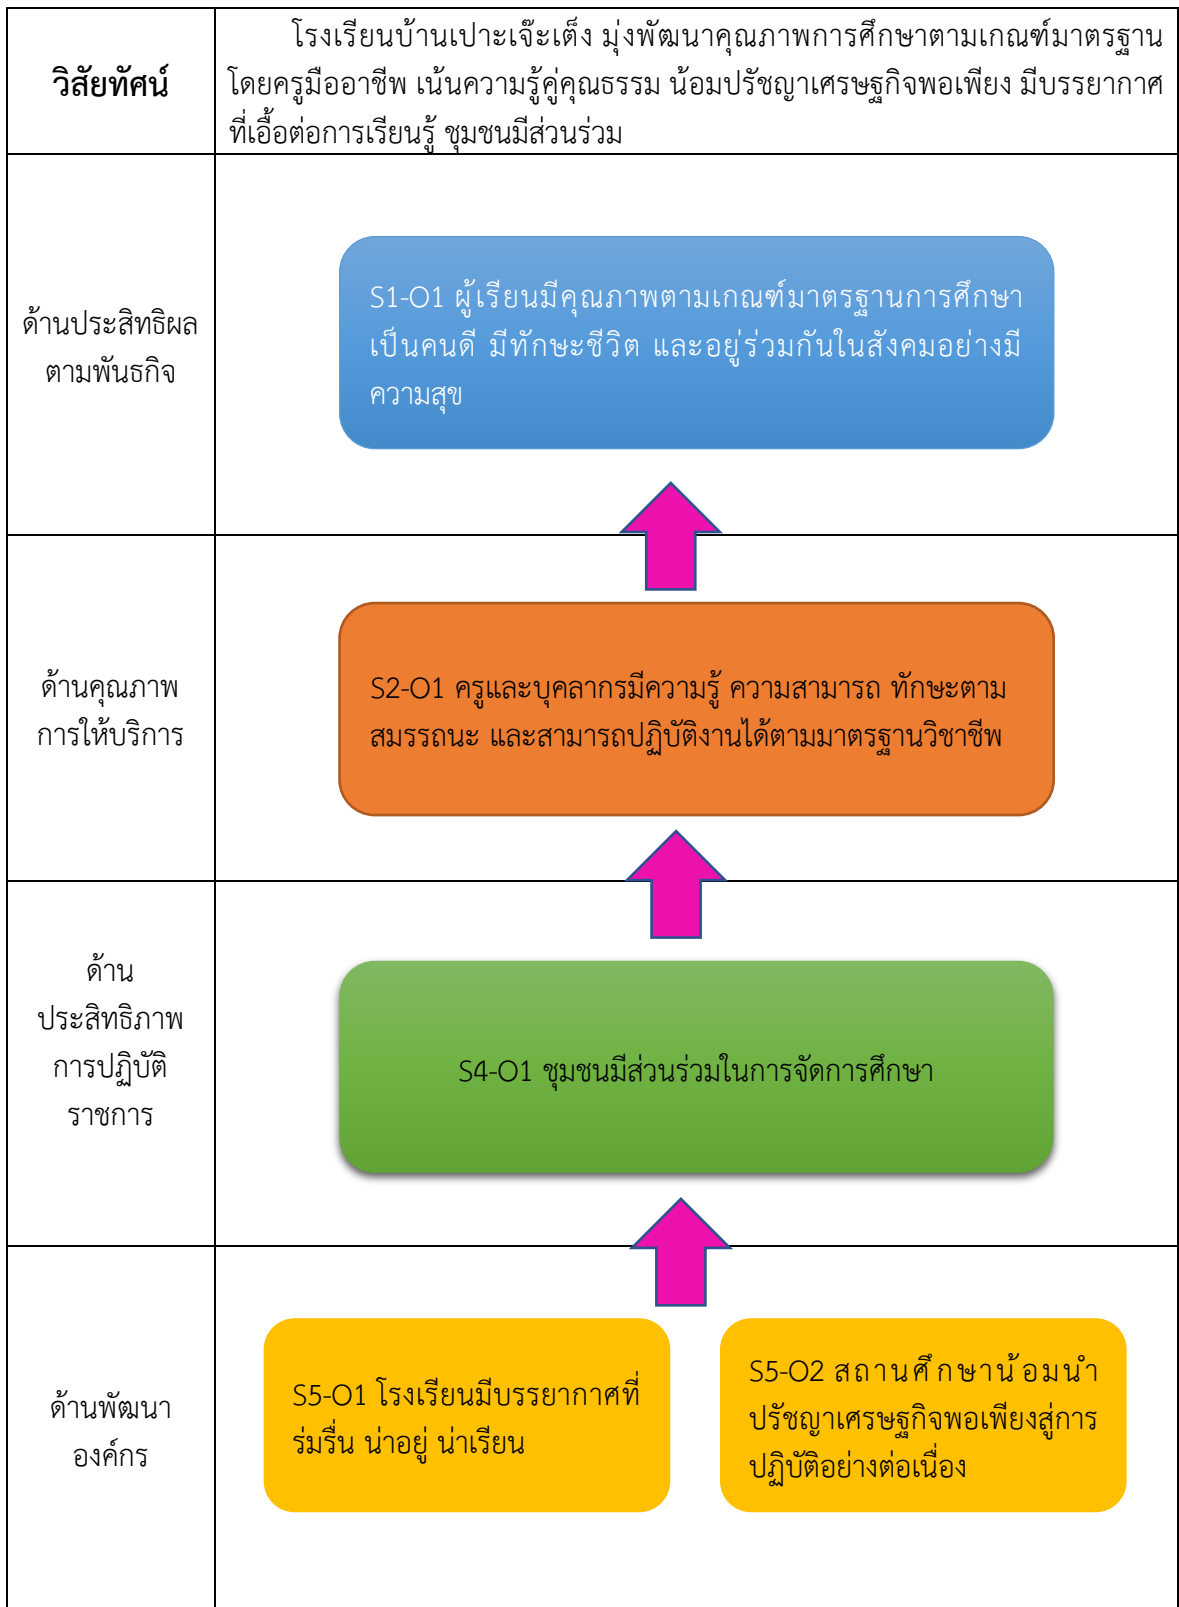 วิสัยทัศน์
โรงเรียนบ้านเปาะเจ๊ะเต็ง มุ่งพัฒนาคุณภาพการศึกษาตามเกณฑ์มาตรฐาน
โดยครูมืออาชีพ เน้นความรู้คู่คุณธรรม น้อมปรัชญาเศรษฐกิจพอเพียง มีบรรยากาศ
ที่เอื้อต่อการเรียนรู้ ชุมชนมีส่วนร่วม
ด้านประสิทธิผล
ตามพันธกิจ
S1-O1 ผู้เรียนมีคุณภาพตามเกณฑ์มาตรฐานการศึกษา
เป็นคนดี มีทักษะชีวิต และอยู่ร่วมกันในสังคมอย่างมี
ความสุข
ด้านคุณภาพ
การให้บริการ
S2-O1 ครูและบุคลากรมีความรู้ ความสามารถ ทักษะตาม
สมรรถนะ และสามารถปฏิบัติงานได้ตามมาตรฐานวิชาชีพ
ด้าน
ประสิทธิภาพ
การปฏิบัติ
ราชการ
S4-O1 ชุมชนมีส่วนร่วมในการจัดการศึกษา
ด้านพัฒนา
องค์กร
S5-O1 โรงเรียนมีบรรยากาศที่
ร่มรื่น น่าอยู่ น่าเรียน
S5-O2 สถานศึกษาน้อมนำ
ปรัชญาเศรษฐกิจพอเพียงสู่การ
ปฏิบัติอย่างต่อเนื่อง